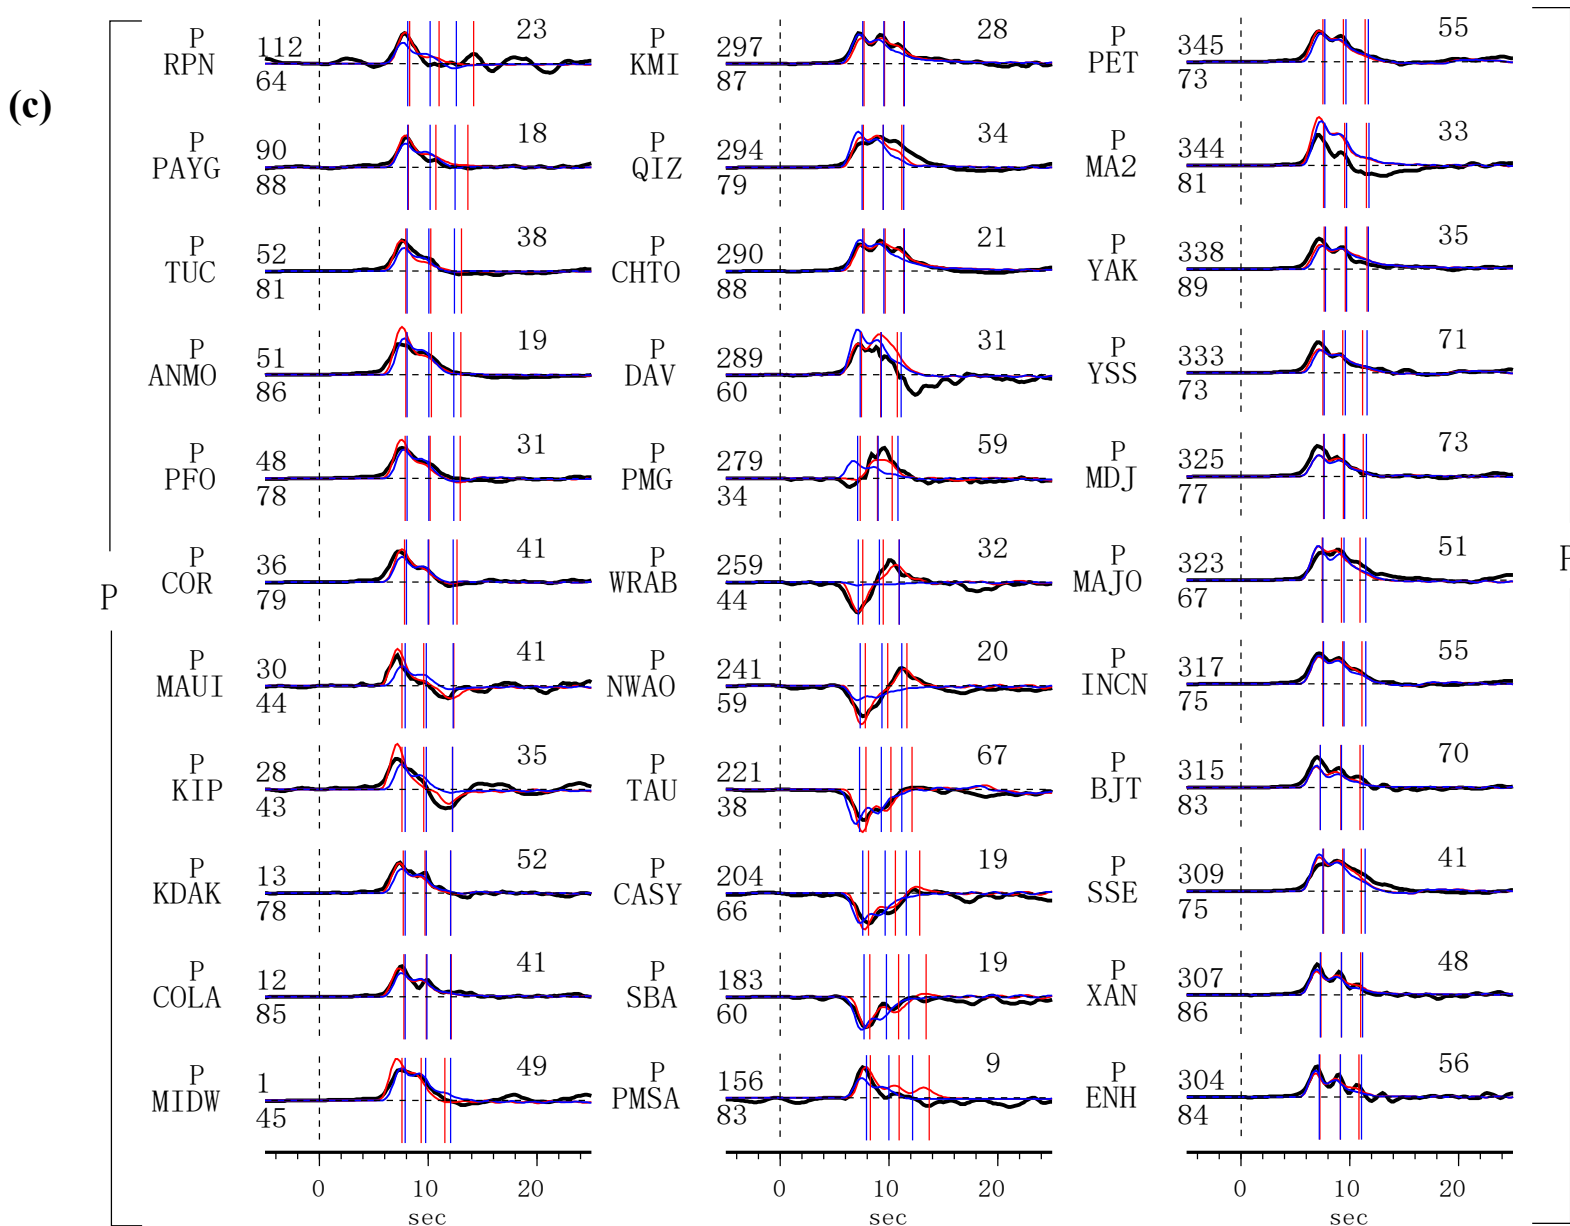 (c)
P
P
RPN
112
64
23
P
PAYG
90
88
18
P
TUC
52
81
38
P
ANMO
51
86
19
P
PFO
48
78
31
P
COR
36
79
41
P
MAUI
30
44
41
P
KIP
28
43
35
P
KDAK
13
78
52
P
COLA
12
85
41
P
MIDW
1
45
49
0 10 20
sec
P
KMI
297
87
28
P
QIZ
294
79
34
P
CHTO
290
88
21
P
DAV
289
60
31
P
PMG
279
34
59
P
WRAB
259
44
32
P
NWAO
241
59
20
P
TAU
221
38
67
P
CASY
204
66
19
P
SBA
183
60
19
P
PMSA
156
83
9
0 10 20
sec
P
PET
345
73
55
P
MA2
344
81
33
P
YAK
338
89
35
P
YSS
333
73
71
P
MDJ
325
77
73
P
MAJO
323
67
51
P
INCN
317
75
55
P
BJT
315
83
70
P
SSE
309
75
41
P
XAN
307
86
48
P
ENH
304
84
56
0 10 20
sec
P